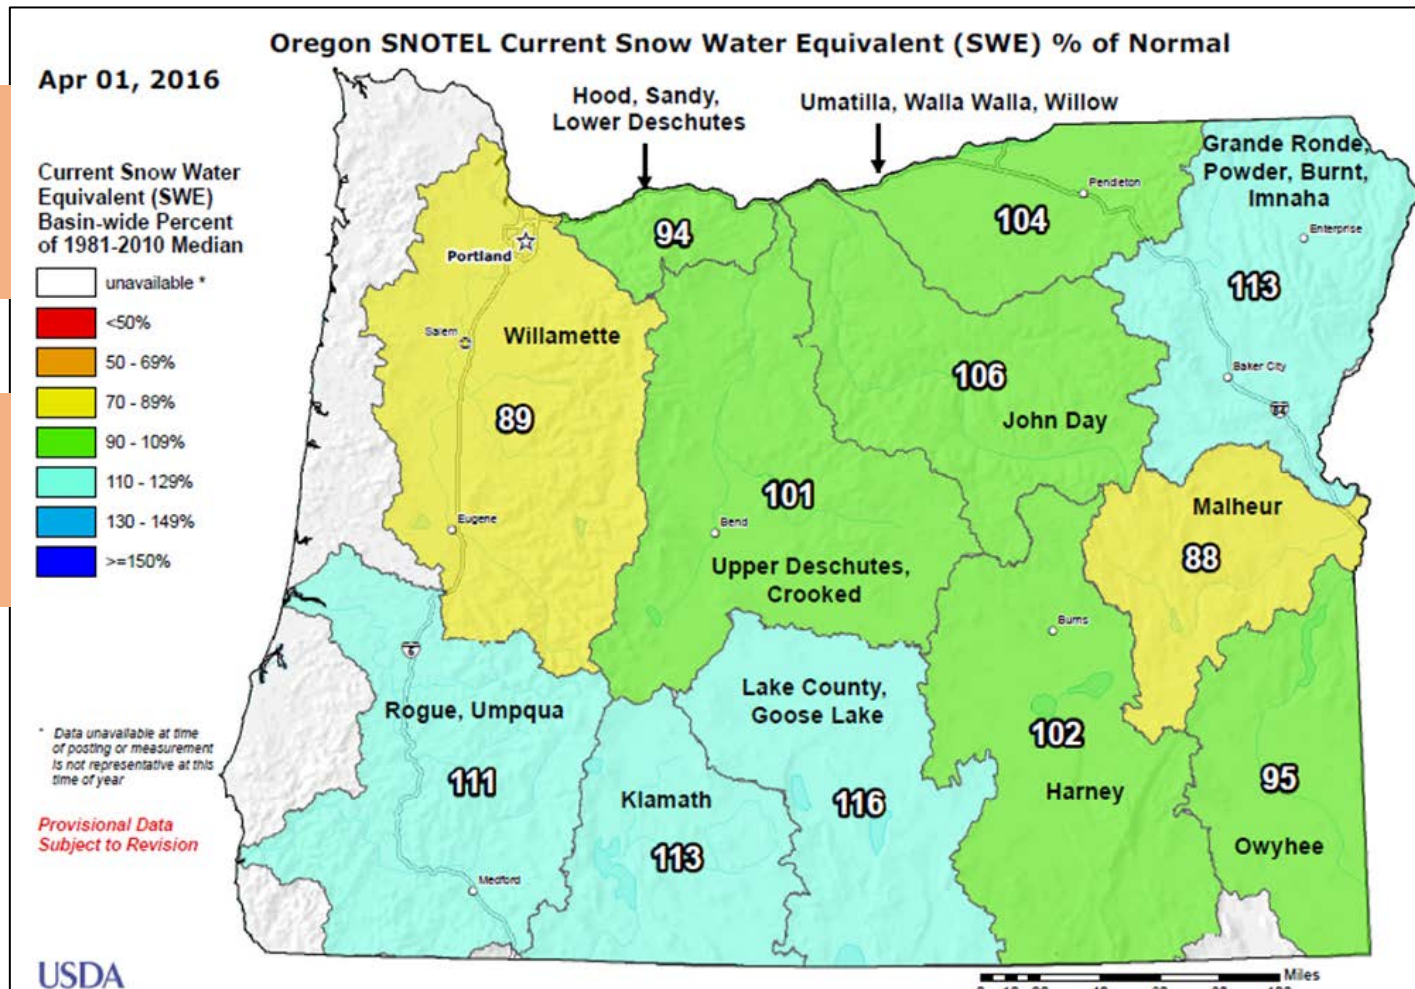 Oregon SNOTEL Current Snow Water Equivalent (SWE) % of Normal
Apr 01, 2016
Hood, Sandy,
Lower Deschutes
Umatilla, Walla Walla, Willow
Grande Ronde,
Powder, Burnt,
Imnaha
Current Snow Water
Equivalent (SWE)
Basin-wide Percent
of 1981-2010 Median
unavailable *
<50%
50 - 69%
70 - 89%
90 - 109%
110 - 129%
130 - 149%
>=150%
Pendleton
Enterprise
94
104
113
Portland
Salem
Willamette
89
106
John Day
Baker City
84
Eugene
101
Bend
Upper Deschutes,
Crooked
Malheur
88
Burns
5
Rogue, Umpqua
111
Medford
Lake County,
Goose Lake
116
Klamath
113
102
Harney
95
Owyhee
* Data unavailable at time
of posting or measurement
is not representative at this
time of year
Provisional Data
Subject to Revision
USDA
Miles